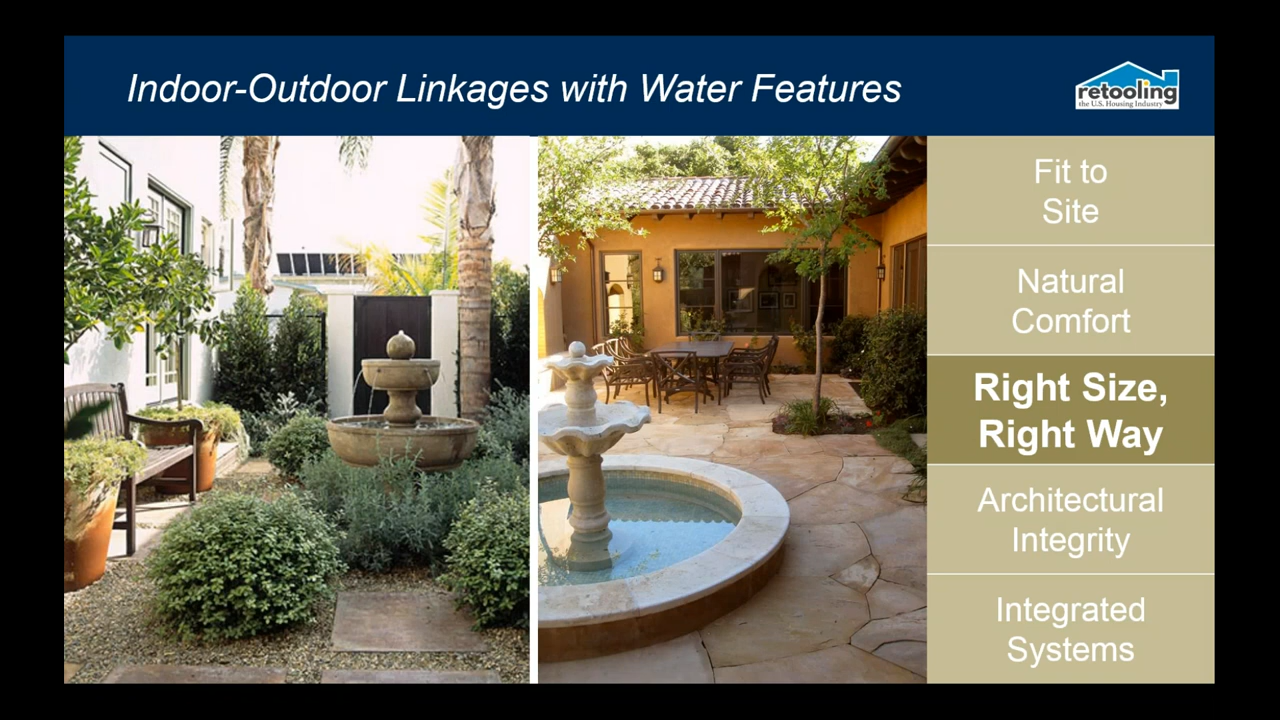 Indoor-Outdoor Linkages with Water Features
retooling
the U.S. Housing Industry
Fit to
Site
Natural
Comfort
Right Size,
Right Way
Architectural
Integrity
Integrated
Systems